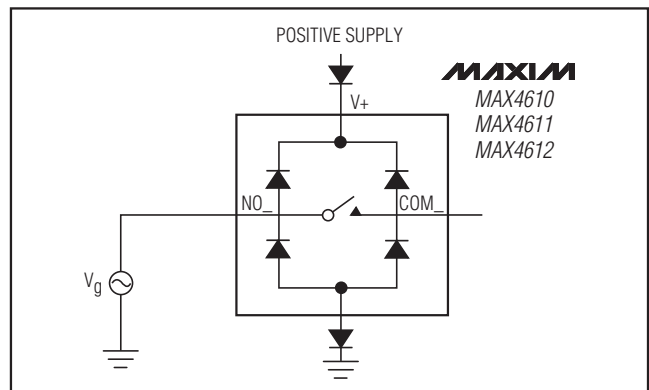 POSITIVE SUPPLY
MAXIM
MAX4610
MAX4611
MAX4612
V+
NO_
COM_
Vg